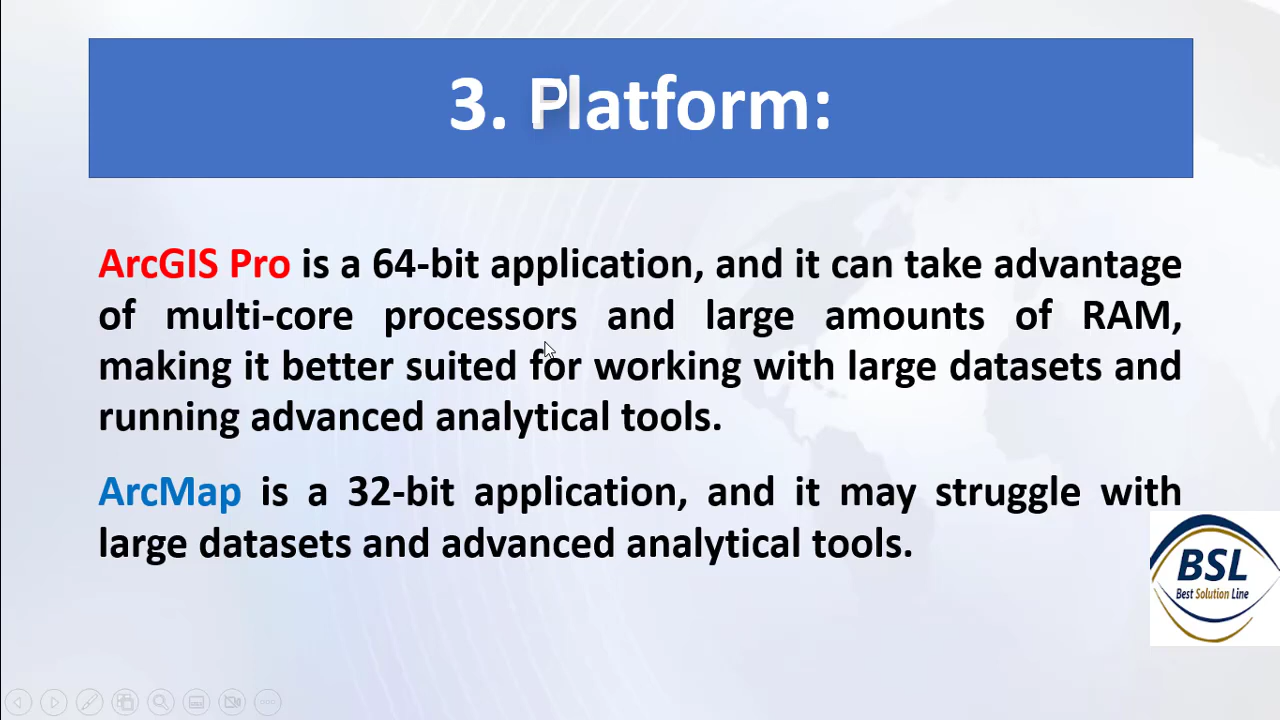 3. Platform:
ArcGIS Pro is a 64-bit application, and it can take advantage
of multi-core processors and large amounts of RAM,
making it better suited for working with large datasets and
running advanced analytical tools.
ArcMap is a 32-bit application, and it may struggle with
large datasets and advanced analytical tools.
BSL
Best Solution Line